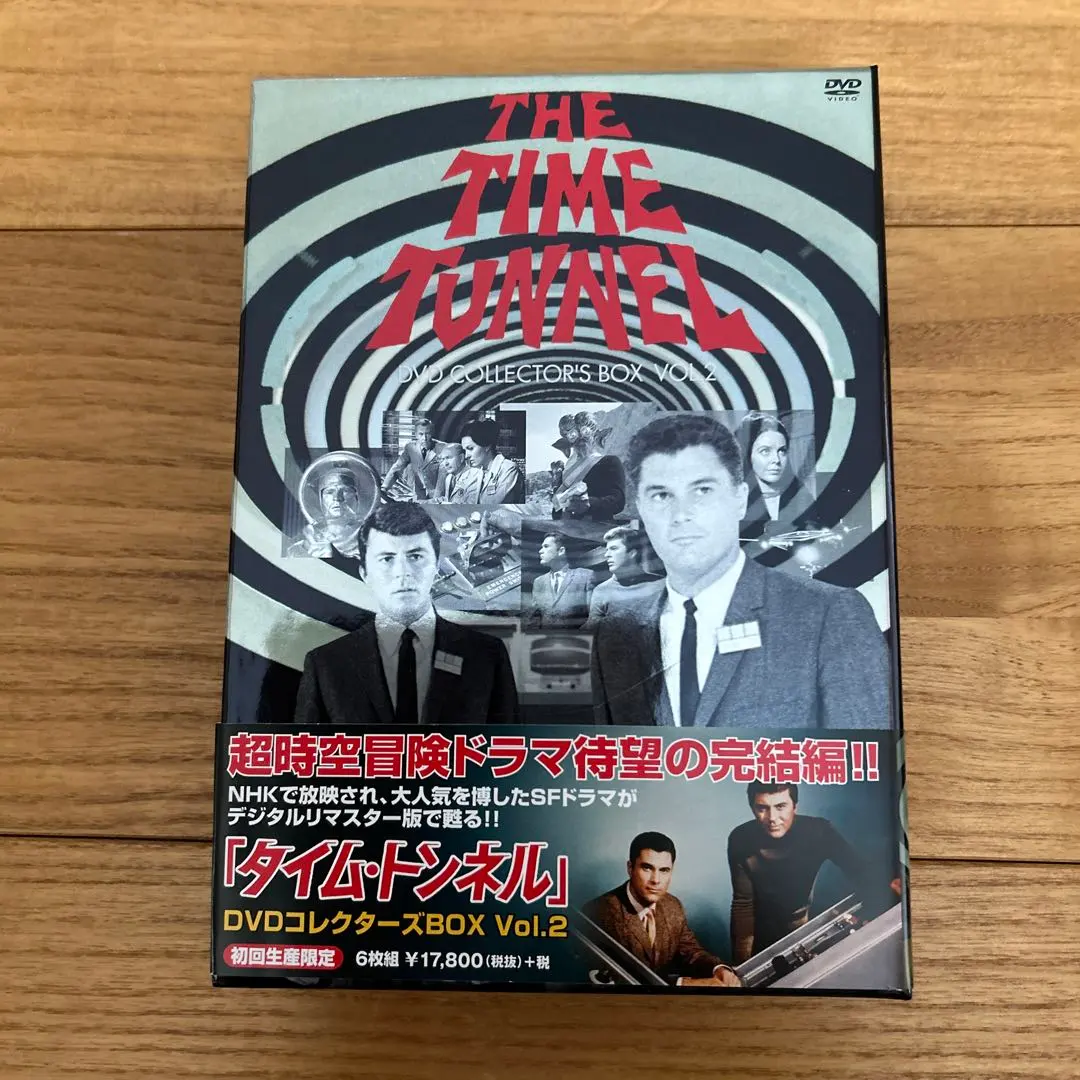 DVD
VIDEO
THE
TIME
TUNNEL
DVD COLLECTOR'S BOX VOL.2
EMERGENCY
POWER
超時空冒険ドラマ待望の完結編!!
NHKで放映され、大人気を博したSFドラマが
デジタルリマスター版で甦る!!
「タイム・トンネル」
DVDコレクターズBOX Vol.2
初回生産限定 6枚組 ¥17,800(税抜)+税